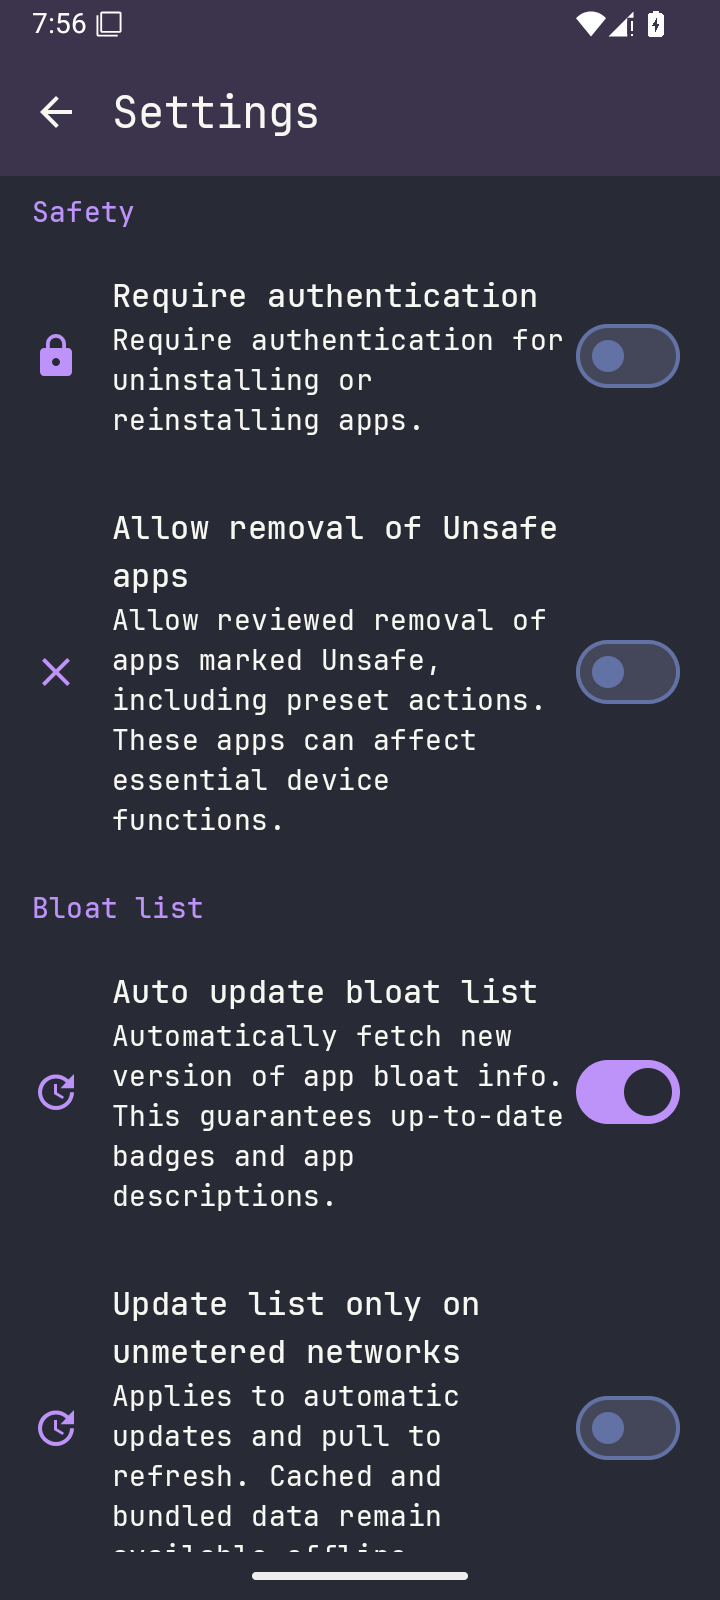 7:56
Settings
Safety
Require authentication
Require authentication for
uninstalling or
reinstalling apps.
Allow removal of Unsafe
apps
Allow reviewed removal of
apps marked Unsafe,
including preset actions.
These apps can affect
essential device
functions.
Bloat list
Auto update bloat list
Automatically fetch new
version of app bloat info.
This guarantees up-to-date
badges and app
descriptions.
Update list only on
unmetered networks
Applies to automatic
updates and pull to
refresh. Cached and
bundled data remain
available offline.